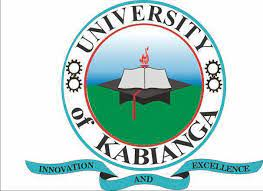 UNIVERSITY
of KABIANGA
INNOVATION
AND
EXCELLENCE